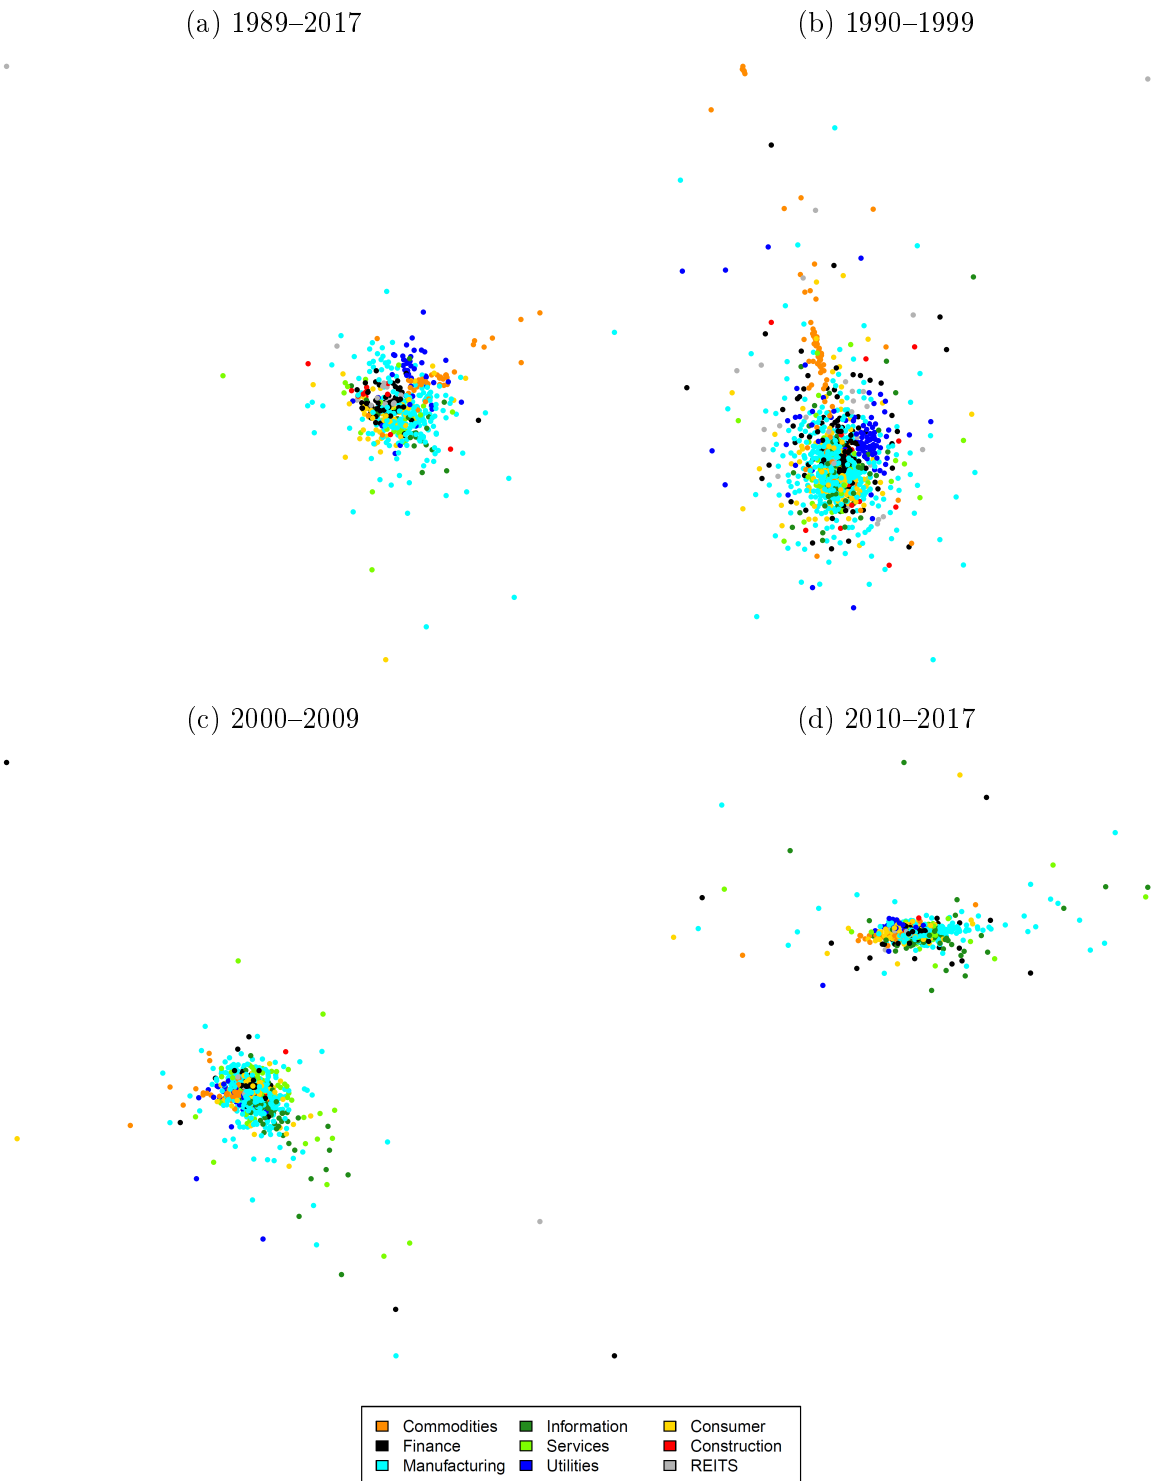 (a) 1989–2017
(b) 1990–1999
(c) 2000–2009
(d) 2010–2017
Commodities Information Consumer
Finance Services Construction
Manufacturing Utilities REITS